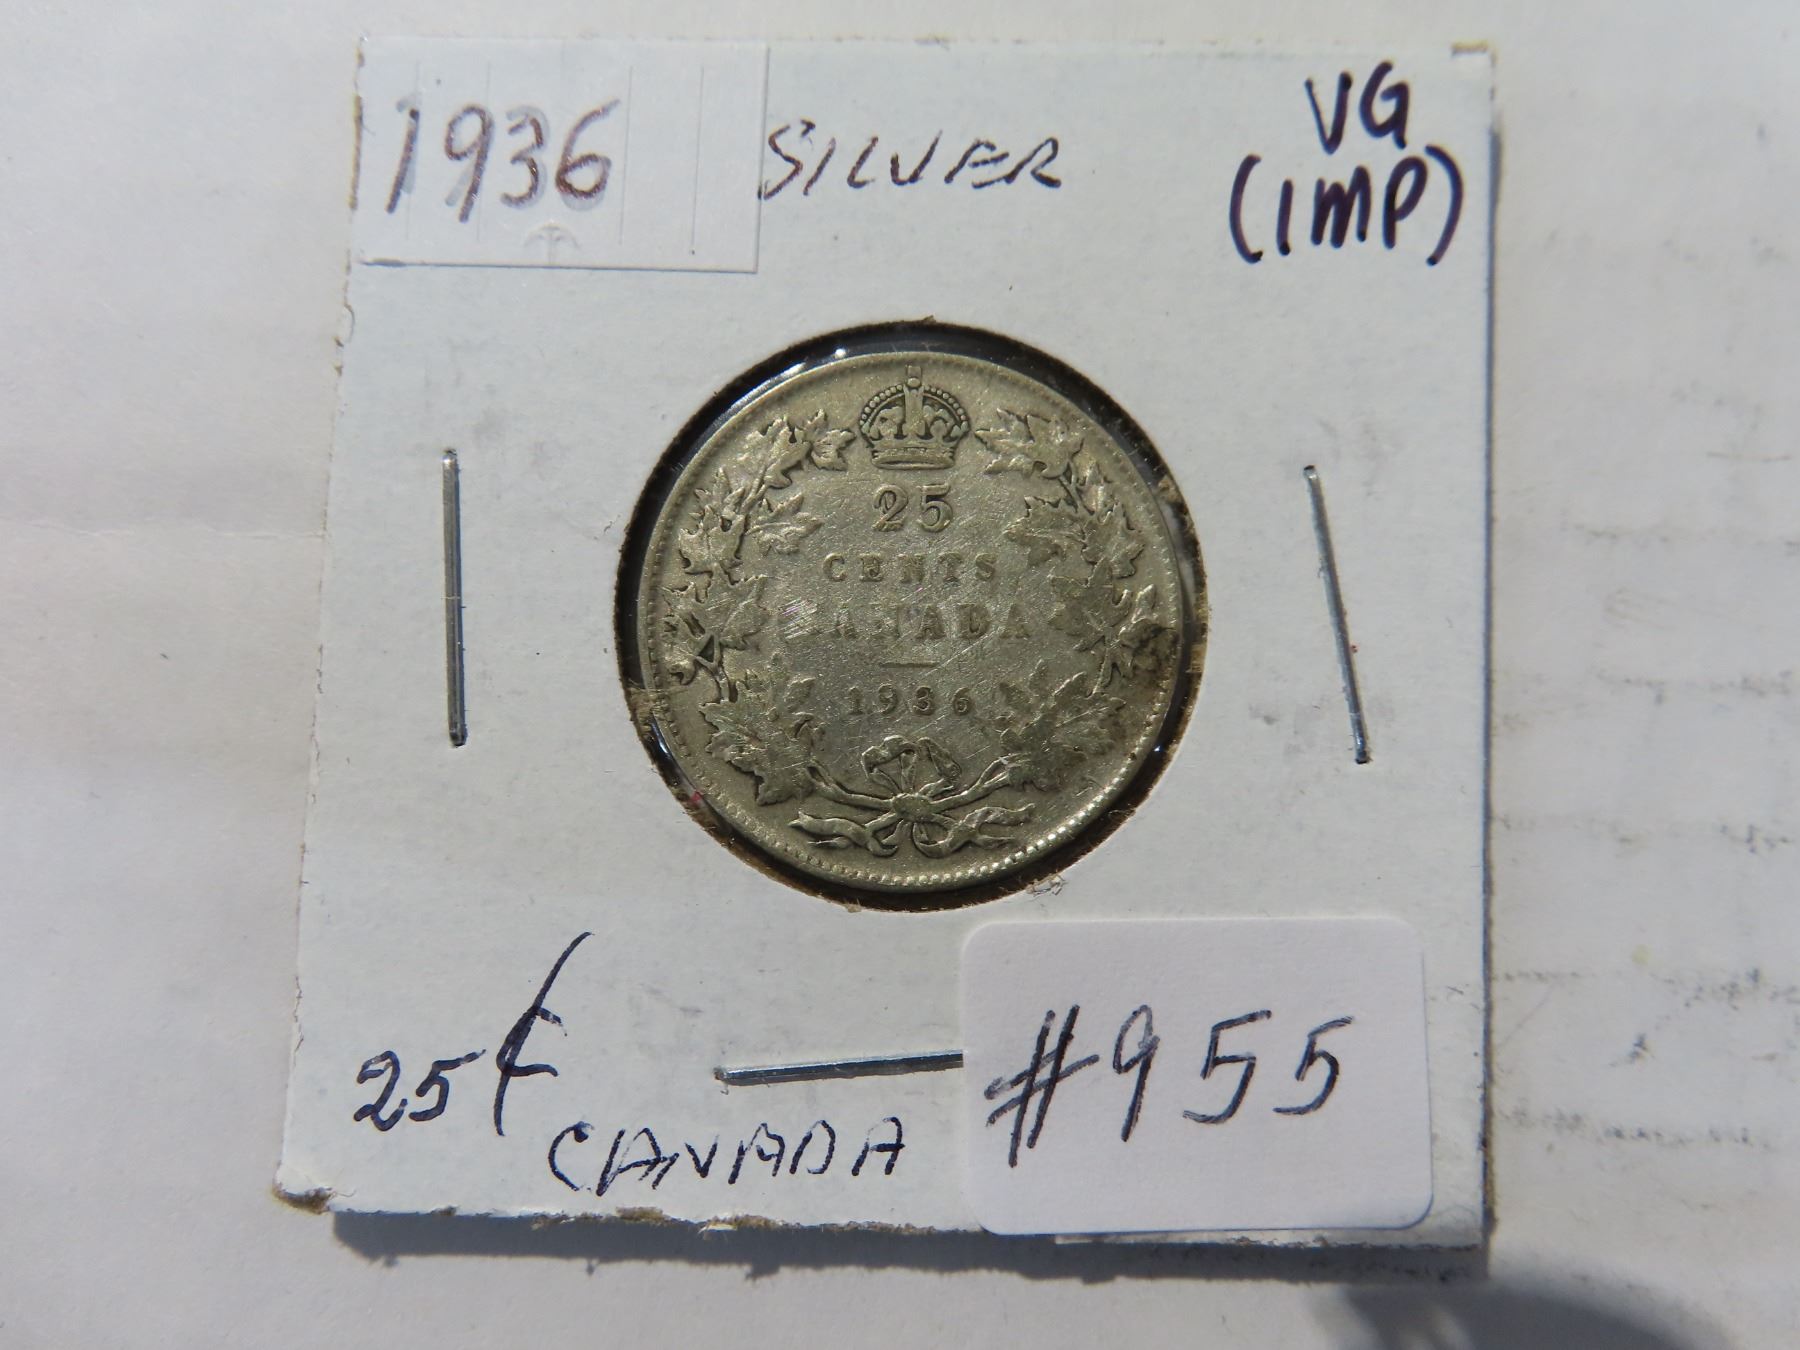 1936 SILVER VG
(IMP)
25
CENTS
CANADA
1936
25¢
CANADA
#955